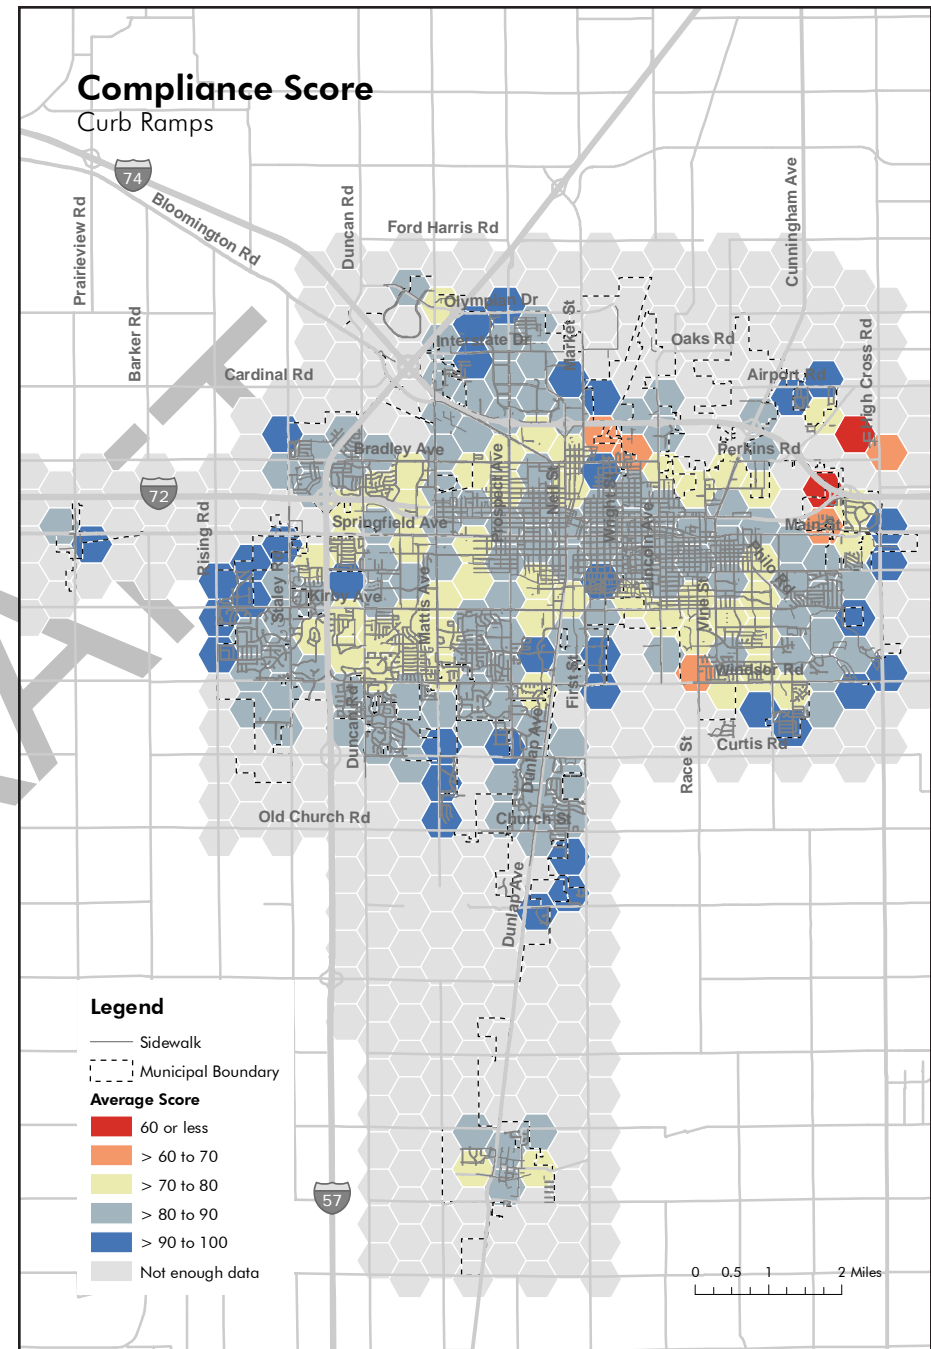 Compliance Score
Curb Ramps
74
Bloomington Rd
Prairieview Rd
Barker Rd
Duncan Rd
Ford Harris Rd
Cunningham Ave
Olympian Dr
Interstate Dr
Market St
Oaks Rd
Airport Rd
E High Cross Rd
Cardinal Rd
Bradley Ave
Prospect Ave
Neil St
Wright St
Perkins Rd
72
Rising Rd
Springfield Ave
Lincoln Ave
Main St
Staley Rd
Kirby Ave
Mattis Ave
Vine St
Philo Rd
First St
Windsor Rd
Duncan Rd
Dunlap Ave
Race St
Curtis Rd
Old Church Rd
Church St
Dunlap Ave
Legend
Sidewalk
Municipal Boundary
Average Score
60 or less
> 60 to 70
> 70 to 80
> 80 to 90
> 90 to 100
Not enough data
57
0 0.5 1 2 Miles